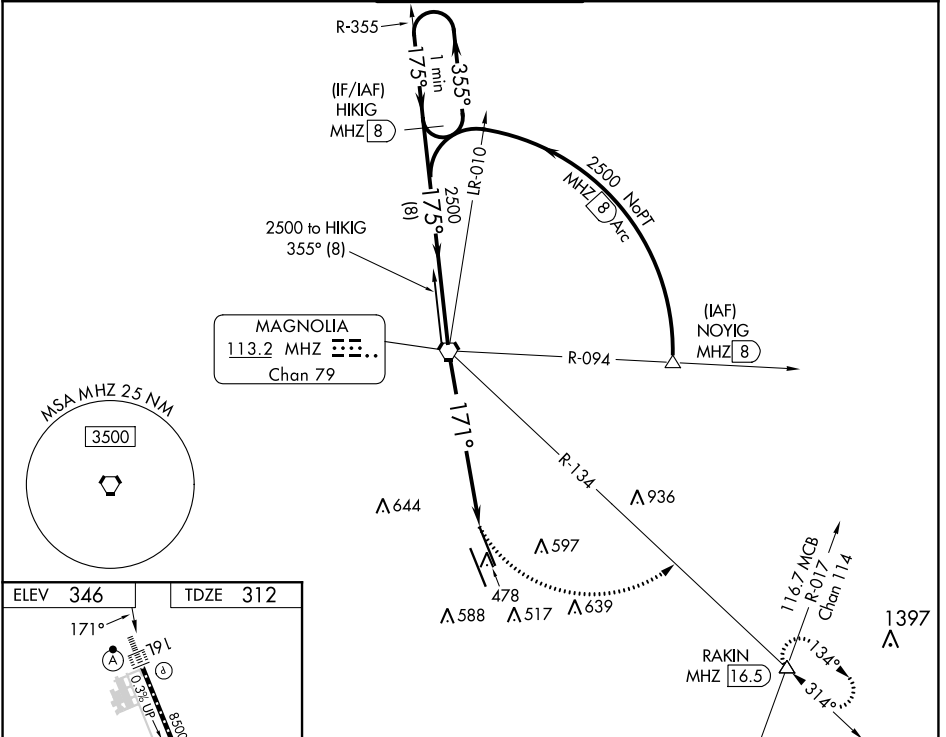 R-355
175°
1 min
355°
(IF/IAF)
HIKIG
MHZ 8
LR-010
2500 NoPT
MHZ 8 Arc
2500
175°
(8)
2500 to HIKIG
355° (8)
MAGNOLIA
113.2 MHZ
Chan 79
(IAF)
NOYIG
MHZ 8
R-094
MSA MHZ 25 NM
3500
171°
R-134
644
936
597
478
588
517
639
116.7 MCB
R-017
Chan 114
1397
RAKIN
MHZ 16.5
134°
314°
ELEV 346
TDZE 312
171°
16L
A
P
0.3% UP
8500